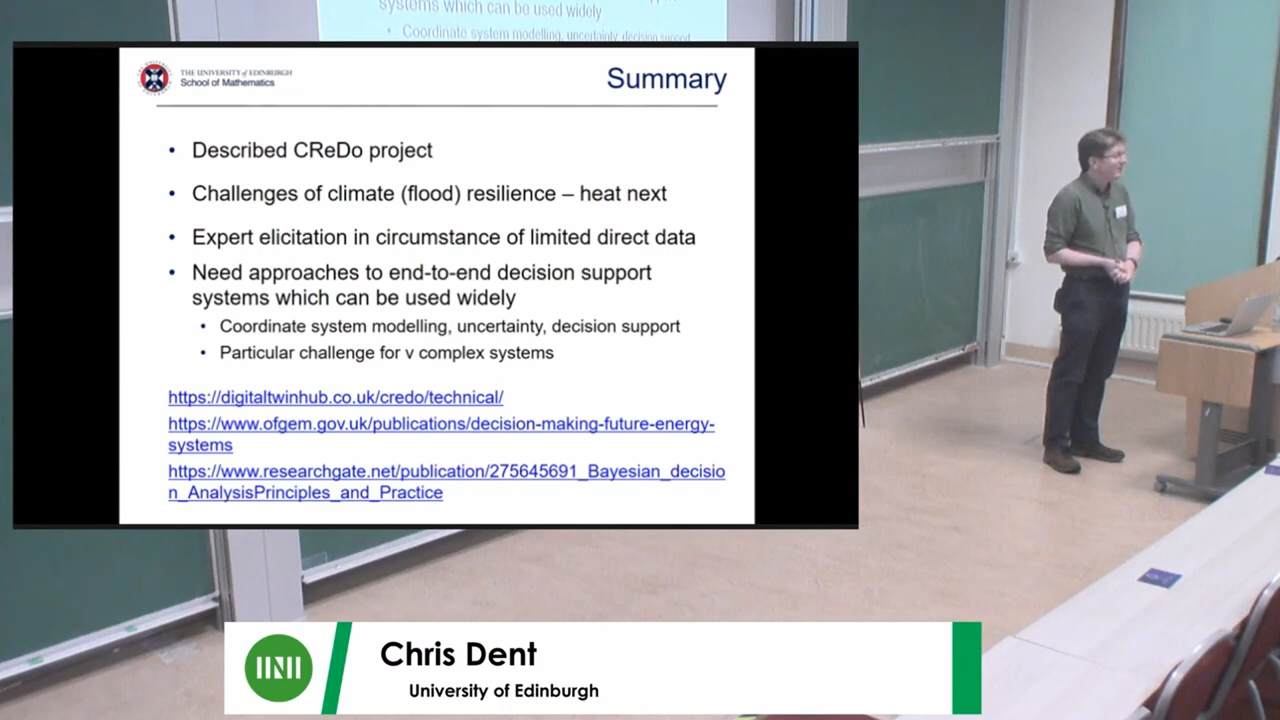 systems which can be used widely
• Coordinate system modelling, uncertainty, decision support
THE UNIVERSITY of EDINBURGH
School of Mathematics
Summary
• Described CReDo project
• Challenges of climate (flood) resilience – heat next
• Expert elicitation in circumstance of limited direct data
• Need approaches to end-to-end decision support
systems which can be used widely
• Coordinate system modelling, uncertainty, decision support
• Particular challenge for v complex systems
https://digitaltwinhub.co.uk/credo/technical/
https://www.ofgem.gov.uk/publications/decision-making-future-energy-
systems
https://www.researchgate.net/publication/275645691_Bayesian_decisio
n_AnalysisPrinciples_and_Practice
Chris Dent
University of Edinburgh